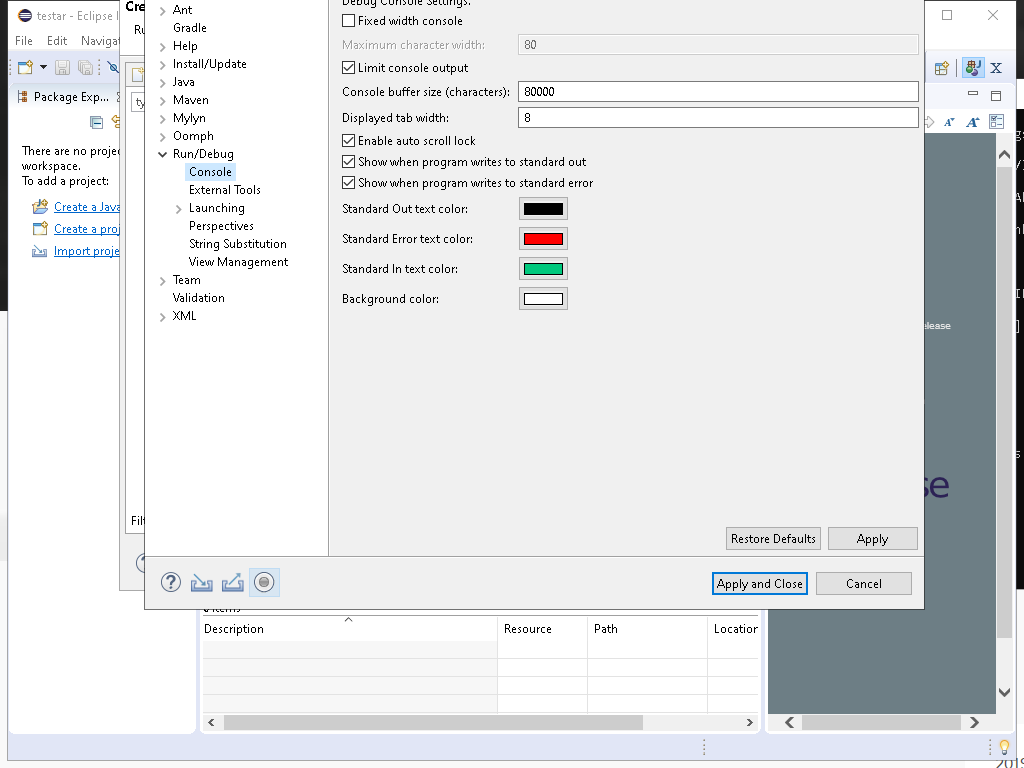 testar - Eclipse I
Cre
File Edit Navigat
Ru
Package Exp...
ty
There are no proje
workspace.
To add a project:
Create a Java
Create a proj
Import proje
Filt
Ant
Gradle
Help
Install/Update
Java
Maven
Mylyn
Oomph
Run/Debug
Console
External Tools
Launching
Perspectives
String Substitution
View Management
Team
Validation
XML
Debug Console Settings.
Fixed width console
Maximum character width: 80
Limit console output
Console buffer size (characters): 80000
Displayed tab width: 8
Enable auto scroll lock
Show when program writes to standard out
Show when program writes to standard error
Standard Out text color:
Standard Error text color:
Standard In text color:
Background color:
Restore Defaults Apply
Apply and Close Cancel
elease
se
Description Resource Path Location
2019